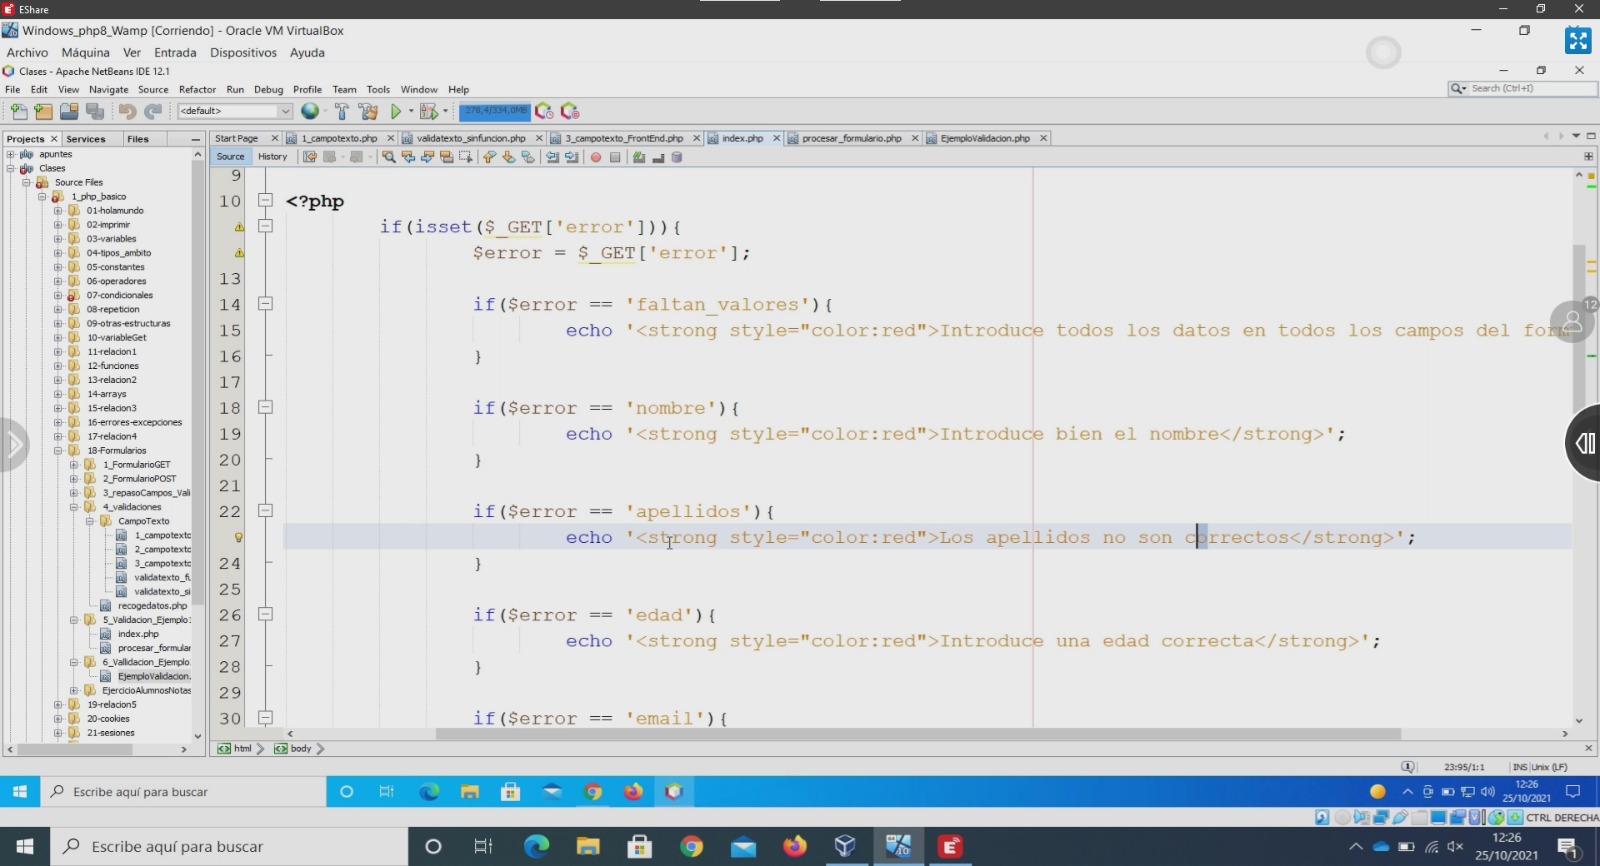 EShare
Windows_php8_Wamp [Corriendo] - Oracle VM VirtualBox
Archivo Máquina Ver Entrada Dispositivos Ayuda
Clases - Apache NetBeans IDE 12.1
File Edit View Navigate Source Refactor Run Debug Profile Team Tools Window Help
Search (Ctrl+I)
<default>
278,4/334,0MB
Projects Services Files
Start Page 1_campotexto.php validatexto_sinfuncion.php 3_campotexto_FrontEnd.php index.php procesar_formulario.php EjemploValidacion.php
Source History
apuntes
Clases
Source Files
1_php_basico
01-holamundo
02-imprimir
03-variables
04-tipos_ambito
05-constantes
06-operadores
07-condicionales
08-repeticion
09-otras-estructuras
10-variableGet
11-relacion1
12-funciones
13-relacion2
14-arrays
15-relacion3
16-errores-excepciones
17-relacion4
18-Formularios
1_FormularioGET
2_FormularioPOST
3_repasoCampos_Vali
4_validaciones
CampoTexto
1_campotexto
2_campotexto
3_campotexto
validatexto_fu
validatexto_si
recogedatos.php
5_Validacion_Ejemplo1
index.php
procesar_formular
6_Vallidacion_Ejemplo
EjemploValidacion.
EjercicioAlumnosNotas
19-relacion5
20-cookies
21-sesiones
9
10 <?php
if(isset($_GET['error'])){
$error = $_GET['error'];
13
14 if($error == 'faltan_valores'){
15 echo '<strong style="color:red">Introduce todos los datos en todos los campos del form
16 }
17
18 if($error == 'nombre'){
19 echo '<strong style="color:red">Introduce bien el nombre</strong>';
20 }
21
22 if($error == 'apellidos'){
echo '<strong style="color:red">Los apellidos no son correctos</strong>';
24 }
25
26 if($error == 'edad'){
27 echo '<strong style="color:red">Introduce una edad correcta</strong>';
28 }
29
30 if($error == 'email'){
12
html body
23:95/1:1 INS Unix (LF)
Escribe aquí para buscar
12:26
25/10/2021
CTRL DERECHA
Escribe aquí para buscar
12:26
25/10/2021
1